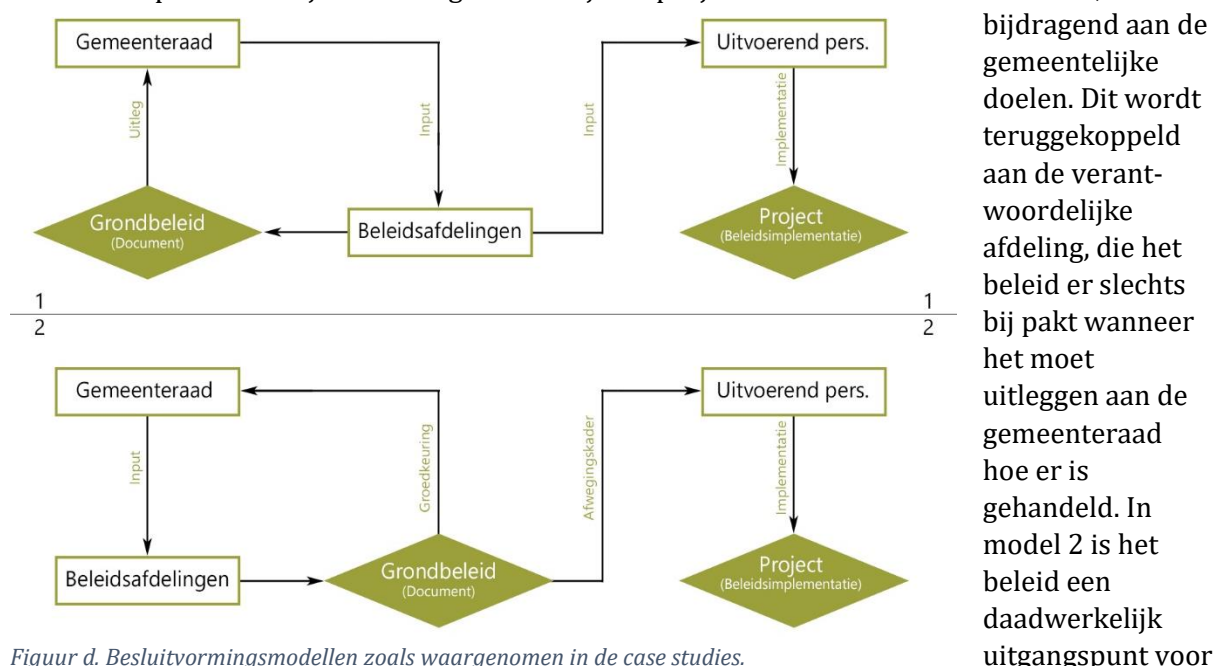 Gemeenteraad
Uitvoerend pers.
Uitleg
Input
Input
Implementatie
Grondbeleid
(Document)
Beleidsafdelingen
Project
(Beleidsimplementatie)
1
1
2
2
Gemeenteraad
Uitvoerend pers.
Input
Groedkeuring
Afwegingskader
Implementatie
Beleidsafdelingen
Grondbeleid
(Document)
Project
(Beleidsimplementatie)
Figuur d. Besluitvormingsmodellen zoals waargenomen in de case studies.
bijdragend aan de
gemeentelijke
doelen. Dit wordt
teruggekoppeld
aan de verant-
woordelijke
afdeling, die het
beleid er slechts
bij pakt wanneer
het moet
uitleggen aan de
gemeenteraad
hoe er is
gehandeld. In
model 2 is het
beleid een
daadwerkelijk
uitgangspunt voor